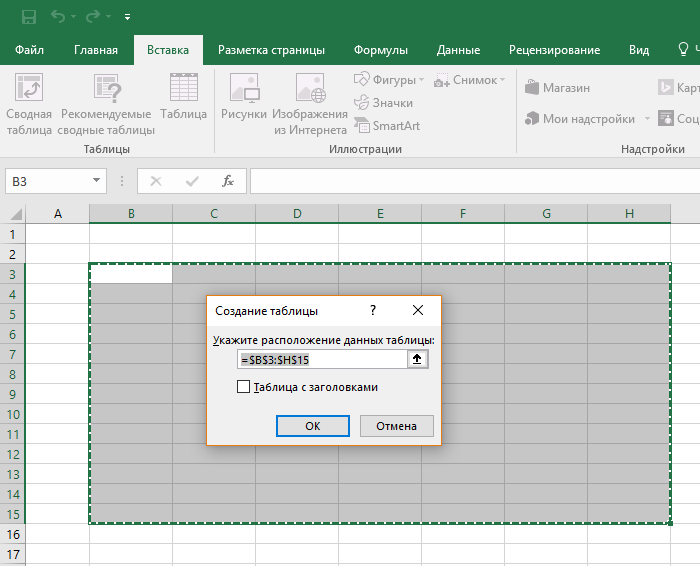 Файл Главная Вставка Разметка страницы Формулы Данные Рецензирование Вид
Сводная таблица
Рекомендуемые сводные таблицы
Таблица
Таблицы
Рисунки
Изображения из Интернета
Фигуры
Значки
SmartArt
Снимок
Иллюстрации
Магазин
Мои надстройки
Надстройки
B3
fx
A B C D E F G H
1
2
3
4
5
6
7
8
9
10
11
12
13
14
15
16
17
Создание таблицы ?
Укажите расположение данных таблицы:
=$B$3:$H$15
Таблица с заголовками
ОК Отмена